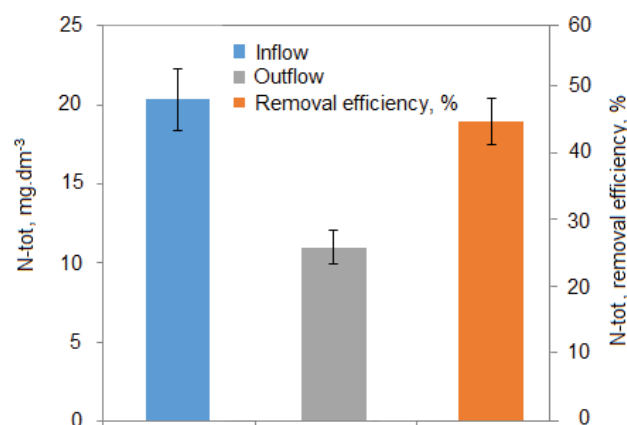 25
20
15
10
5
0
N-tot, mg.dm-3
Inflow
Outflow
Removal efficiency, %
60
50
40
30
20
10
0
N-tot, removal efficiency, %